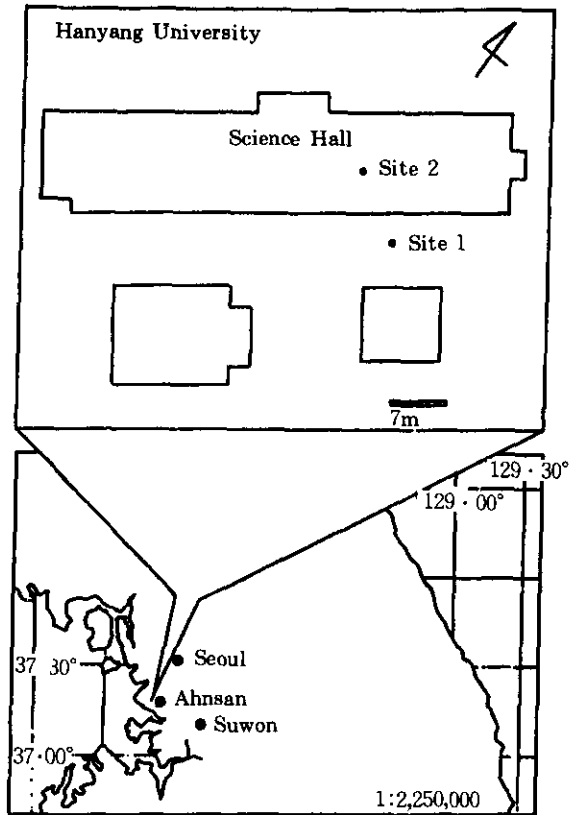 Hanyang University
Science Hall
Site 2
Site 1
7m
129·30°
129·00°
Seoul
37 30°
Ahnsan
Suwon
37·00°
1:2,250,000